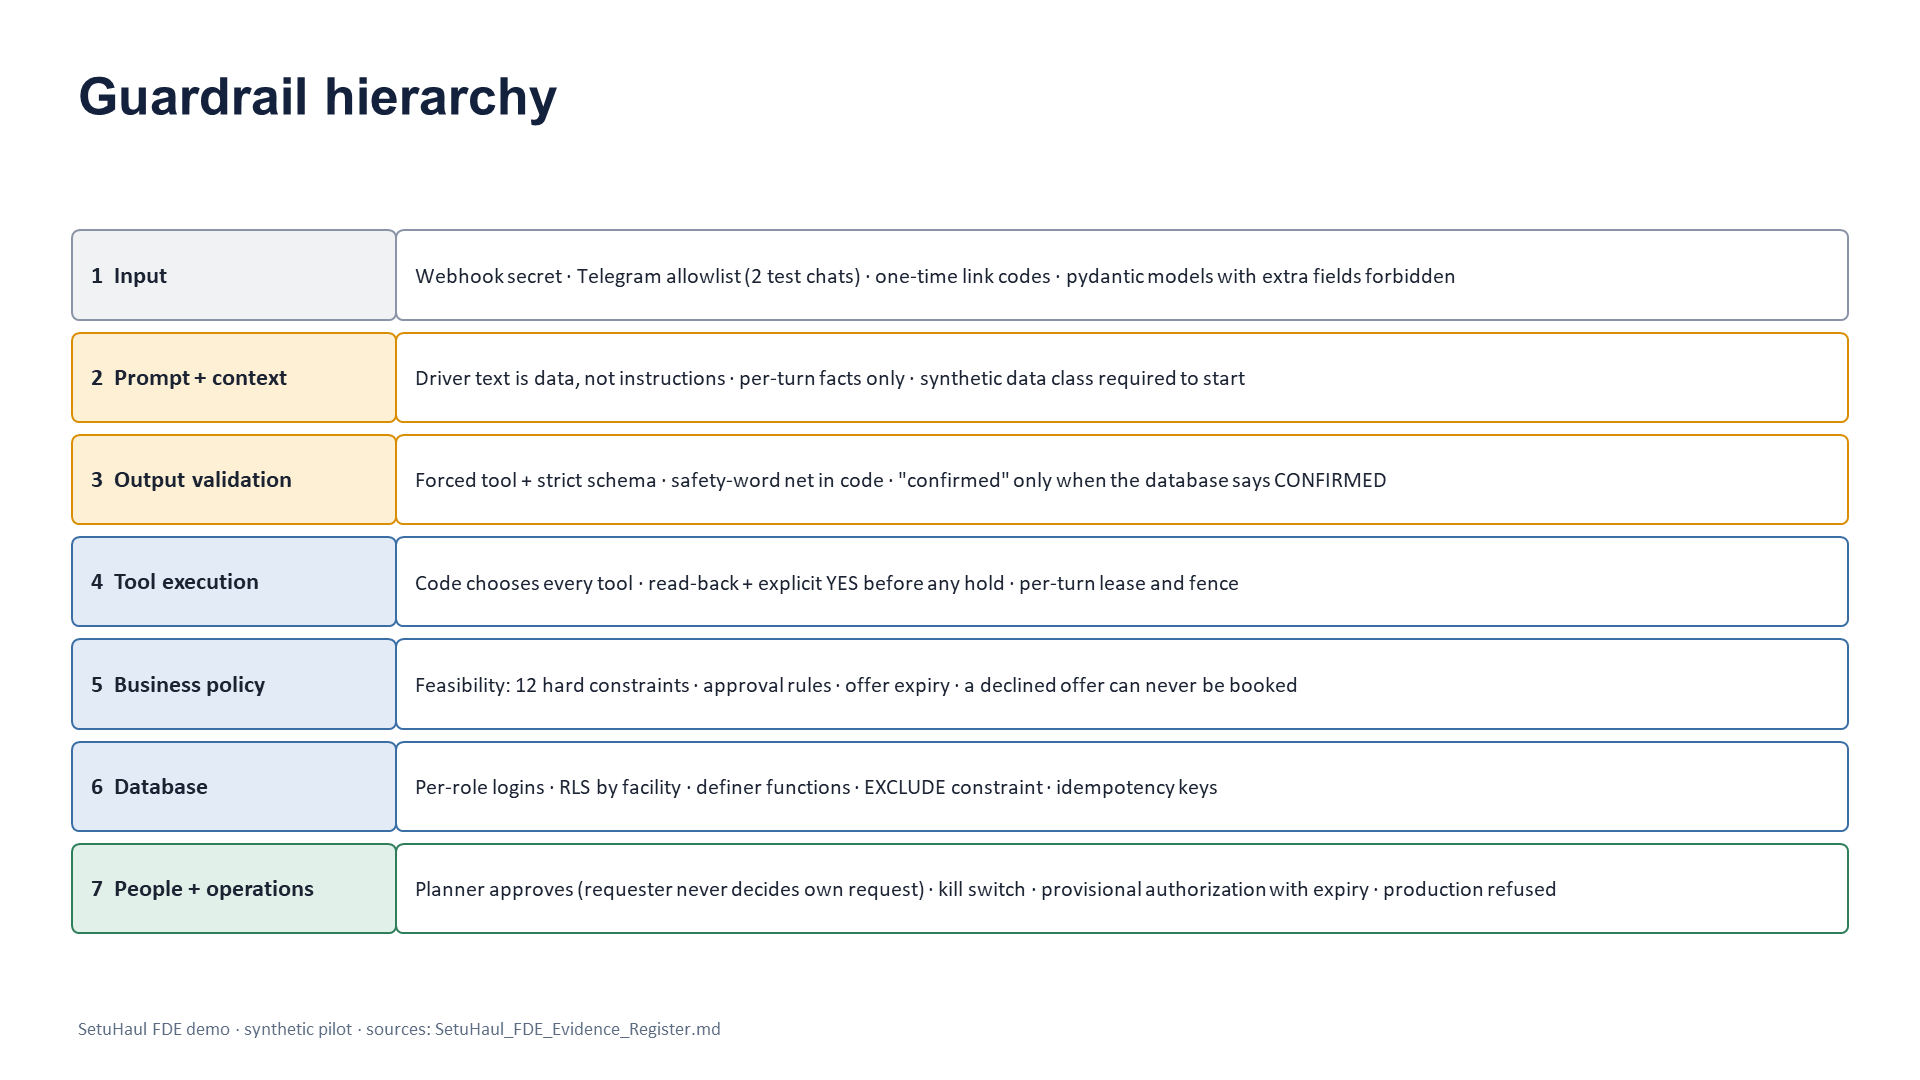 Guardrail hierarchy
1 Input
Webhook secret · Telegram allowlist (2 test chats) · one-time link codes · pydantic models with extra fields forbidden
2 Prompt + context
Driver text is data, not instructions · per-turn facts only · synthetic data class required to start
3 Output validation
Forced tool + strict schema · safety-word net in code · "confirmed" only when the database says CONFIRMED
4 Tool execution
Code chooses every tool · read-back + explicit YES before any hold · per-turn lease and fence
5 Business policy
Feasibility: 12 hard constraints · approval rules · offer expiry · a declined offer can never be booked
6 Database
Per-role logins · RLS by facility · definer functions · EXCLUDE constraint · idempotency keys
7 People + operations
Planner approves (requester never decides own request) · kill switch · provisional authorization with expiry · production refused
SetuHaul FDE demo · synthetic pilot · sources: SetuHaul_FDE_Evidence_Register.md